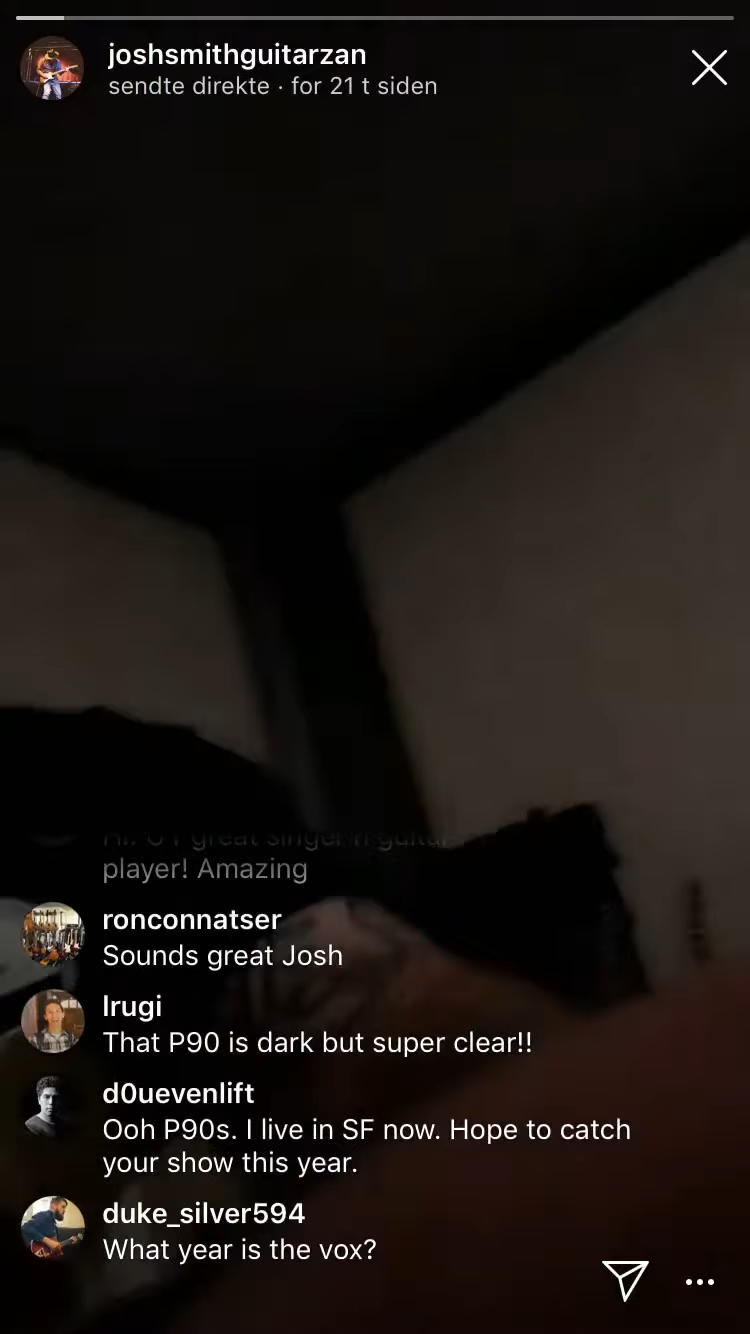 joshsmithguitarzan
sendte direkte · for 21 t siden
great singer
player! Amazing
ronconnatser
Sounds great Josh
lrugi
That P90 is dark but super clear!!
d0uevenlift
Ooh P90s. I live in SF now. Hope to catch
your show this year.
duke_silver594
What year is the vox?